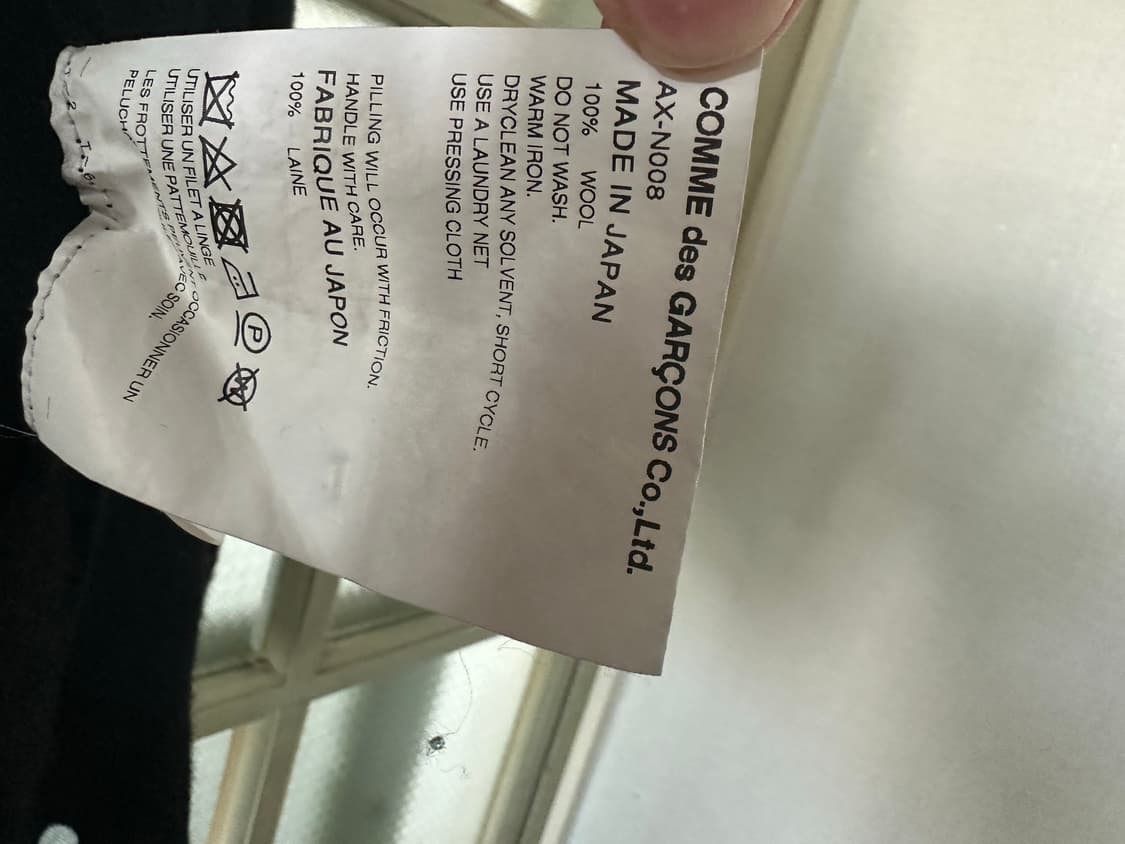 COMME des GARÇONS Co.,Ltd.
AX-N008
MADE IN JAPAN
100% WOOL
DO NOT WASH.
WARM IRON.
DRYCLEAN ANY SOLVENT, SHORT CYCLE.
USE A LAUNDRY NET
USE PRESSING CLOTH
PILLING WILL OCCUR WITH FRICTION.
HANDLE WITH CARE.
FABRIQUE AU JAPON
100% LAINE
P
UTILISER UN FILET A LINGE
UTILISER UNE PATTEMOUILLE
LES FROTTEMENTS OCCASIONNER UN
AVEC SOIN.